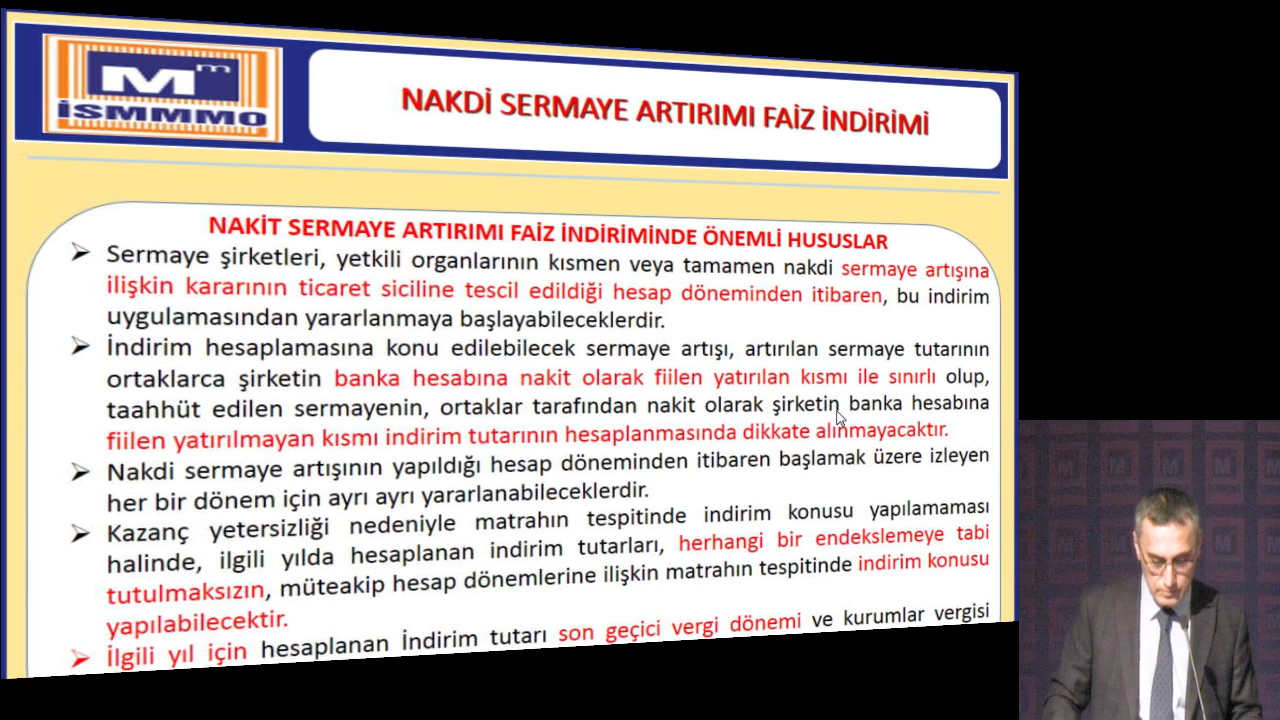 Mm
İSMMMO
NAKDİ SERMAYE ARTIRIMI FAİZ İNDİRİMİ
NAKİT SERMAYE ARTIRIMI FAİZ İNDİRİMİNDE ÖNEMLİ HUSUSLAR
➢ Sermaye şirketleri, yetkili organlarının kısmen veya tamamen nakdi sermaye artışına
ilişkin kararının ticaret siciline tescil edildiği hesap döneminden itibaren, bu indirim
uygulamasından yararlanmaya başlayabileceklerdir.
➢ İndirim hesaplamasına konu edilebilecek sermaye artışı, artırılan sermaye tutarının
ortaklarca şirketin banka hesabına nakit olarak fiilen yatırılan kısmı ile sınırlı olup,
taahhüt edilen sermayenin, ortaklar tarafından nakit olarak şirketin banka hesabına
fiilen yatırılmayan kısmı indirim tutarının hesaplanmasında dikkate alınmayacaktır.
➢ Nakdi sermaye artışının yapıldığı hesap döneminden itibaren başlamak üzere izleyen
her bir dönem için ayrı ayrı yararlanabileceklerdir.
➢ Kazanç yetersizliği nedeniyle matrahın tespitinde indirim konusu yapılamaması
halinde, ilgili yılda hesaplanan indirim tutarları, herhangi bir endekslemeye tabi
tutulmaksızın, müteakip hesap dönemlerine ilişkin matrahın tespitinde indirim konusu
yapılabilecektir.
➢ İlgili yıl için hesaplanan İndirim tutarı son geçici vergi dönemi ve kurumlar vergisi